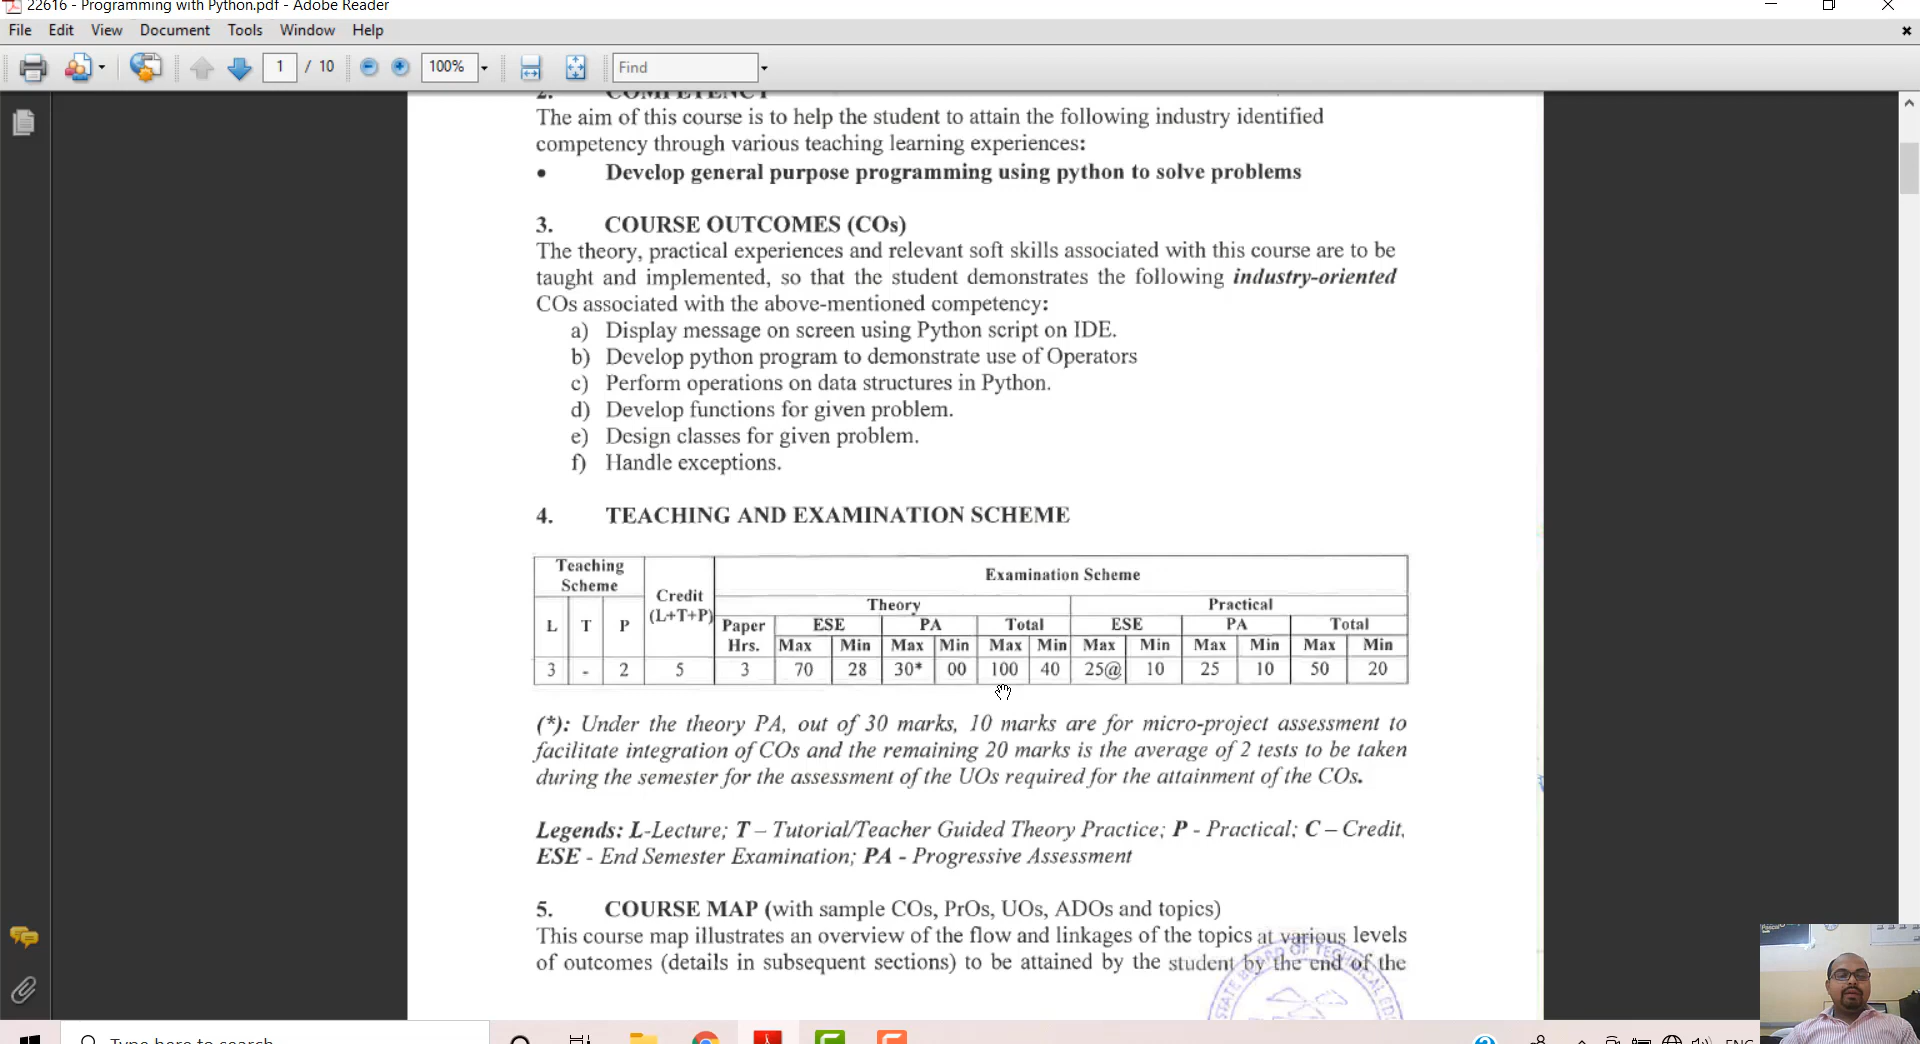 22616 - Programming with Python.pdf - Adobe Reader
File Edit View Document Tools Window Help
1 / 10 100% Find
2. COMPETENCY
The aim of this course is to help the student to attain the following industry identified
competency through various teaching learning experiences:
• Develop general purpose programming using python to solve problems
3. COURSE OUTCOMES (COs)
The theory, practical experiences and relevant soft skills associated with this course are to be
taught and implemented, so that the student demonstrates the following industry-oriented
COs associated with the above-mentioned competency:
a) Display message on screen using Python script on IDE.
b) Develop python program to demonstrate use of Operators
c) Perform operations on data structures in Python.
d) Develop functions for given problem.
e) Design classes for given problem.
f) Handle exceptions.
4. TEACHING AND EXAMINATION SCHEME
Teaching
Scheme
Credit
(L+T+P)
Examination Scheme
Theory Practical
L T P
Paper
Hrs.
ESE PA Total ESE PA Total
Max Min Max Min Max Min Max Min Max Min Max Min
3 - 2 5 3 70 28 30* 00 100 40 25@ 10 25 10 50 20
(*): Under the theory PA, out of 30 marks, 10 marks are for micro-project assessment to
facilitate integration of COs and the remaining 20 marks is the average of 2 tests to be taken
during the semester for the assessment of the UOs required for the attainment of the COs.
Legends: L-Lecture; T – Tutorial/Teacher Guided Theory Practice; P - Practical; C – Credit,
ESE - End Semester Examination; PA - Progressive Assessment
5. COURSE MAP (with sample COs, PrOs, UOs, ADOs and topics)
This course map illustrates an overview of the flow and linkages of the topics at various levels
of outcomes (details in subsequent sections) to be attained by the student by the end of the
Type here to search
ENG